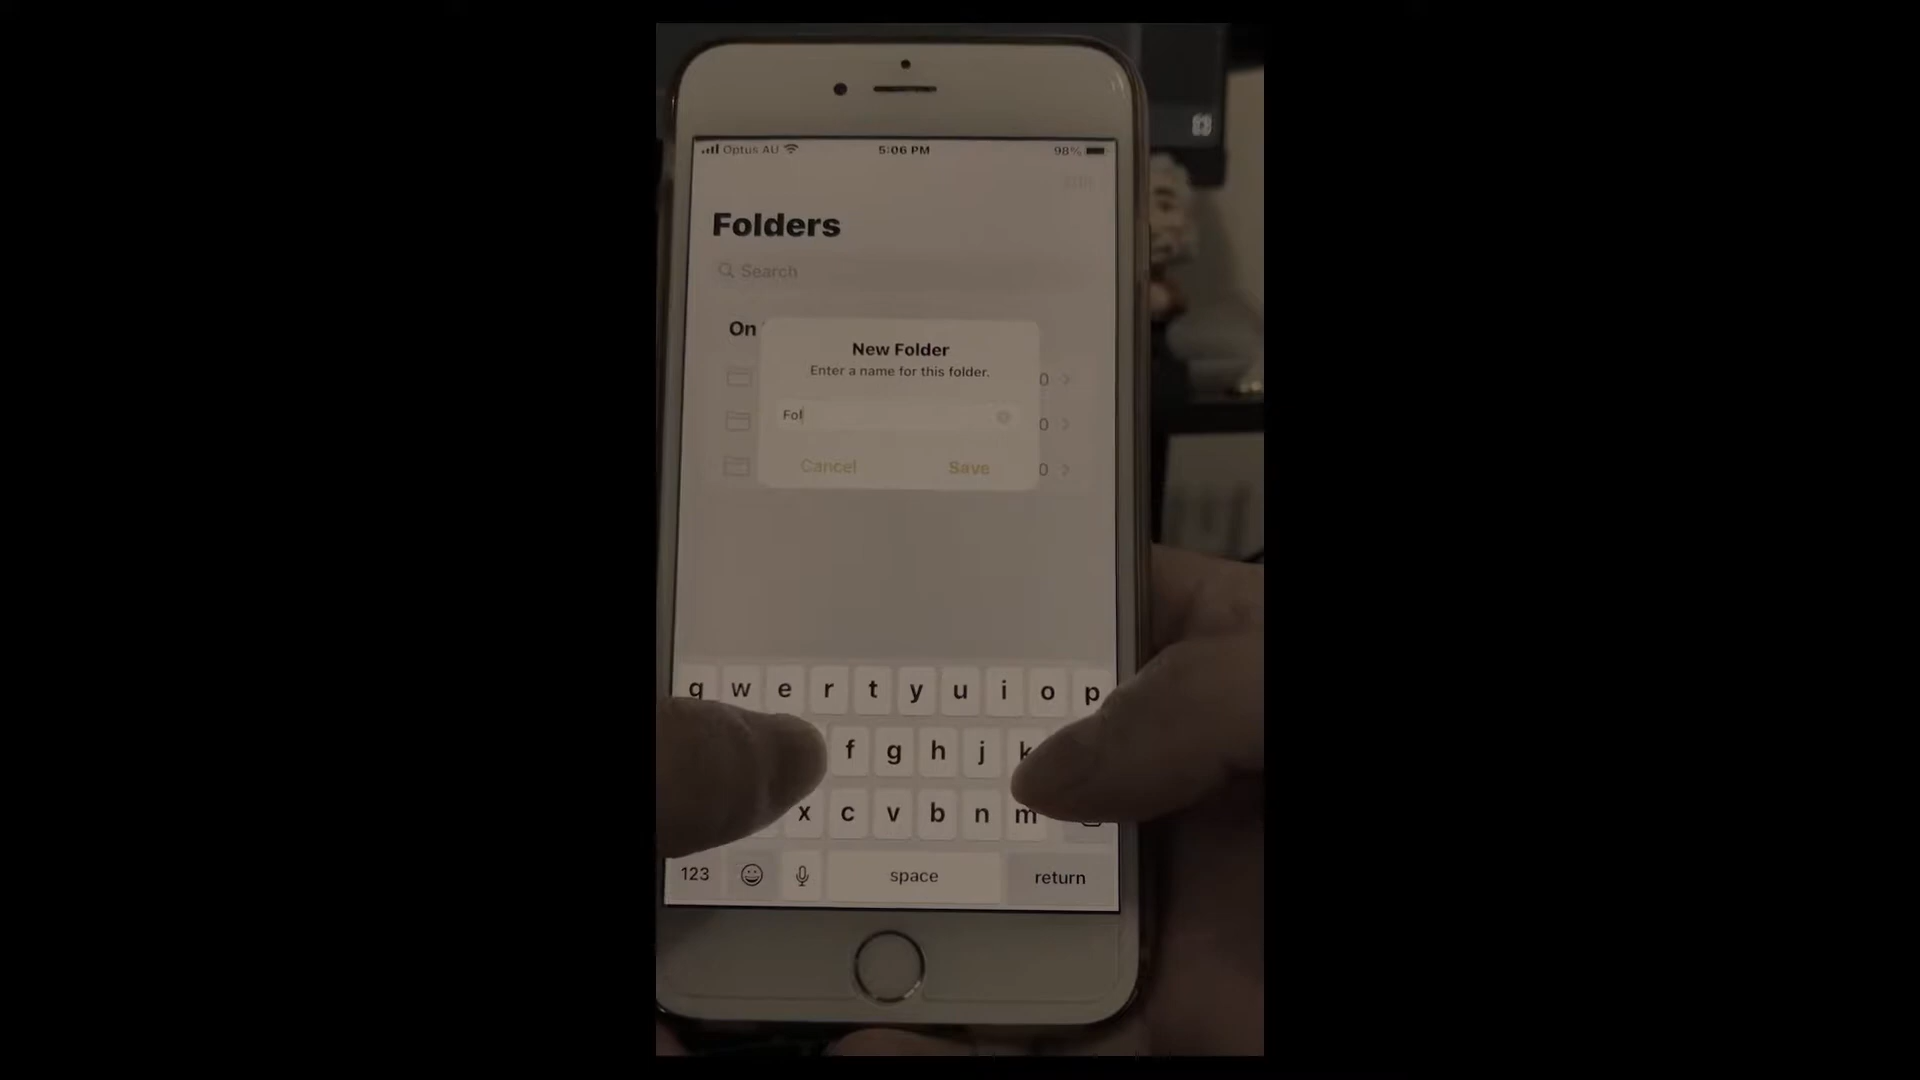 Optus AU 5:06 PM 98%
Folders
Search
On
New Folder
Enter a name for this folder.
0
Fol
0
Cancel Save
0
q w e r t y u i o p
f g h j k
x c v b n m
123 space return